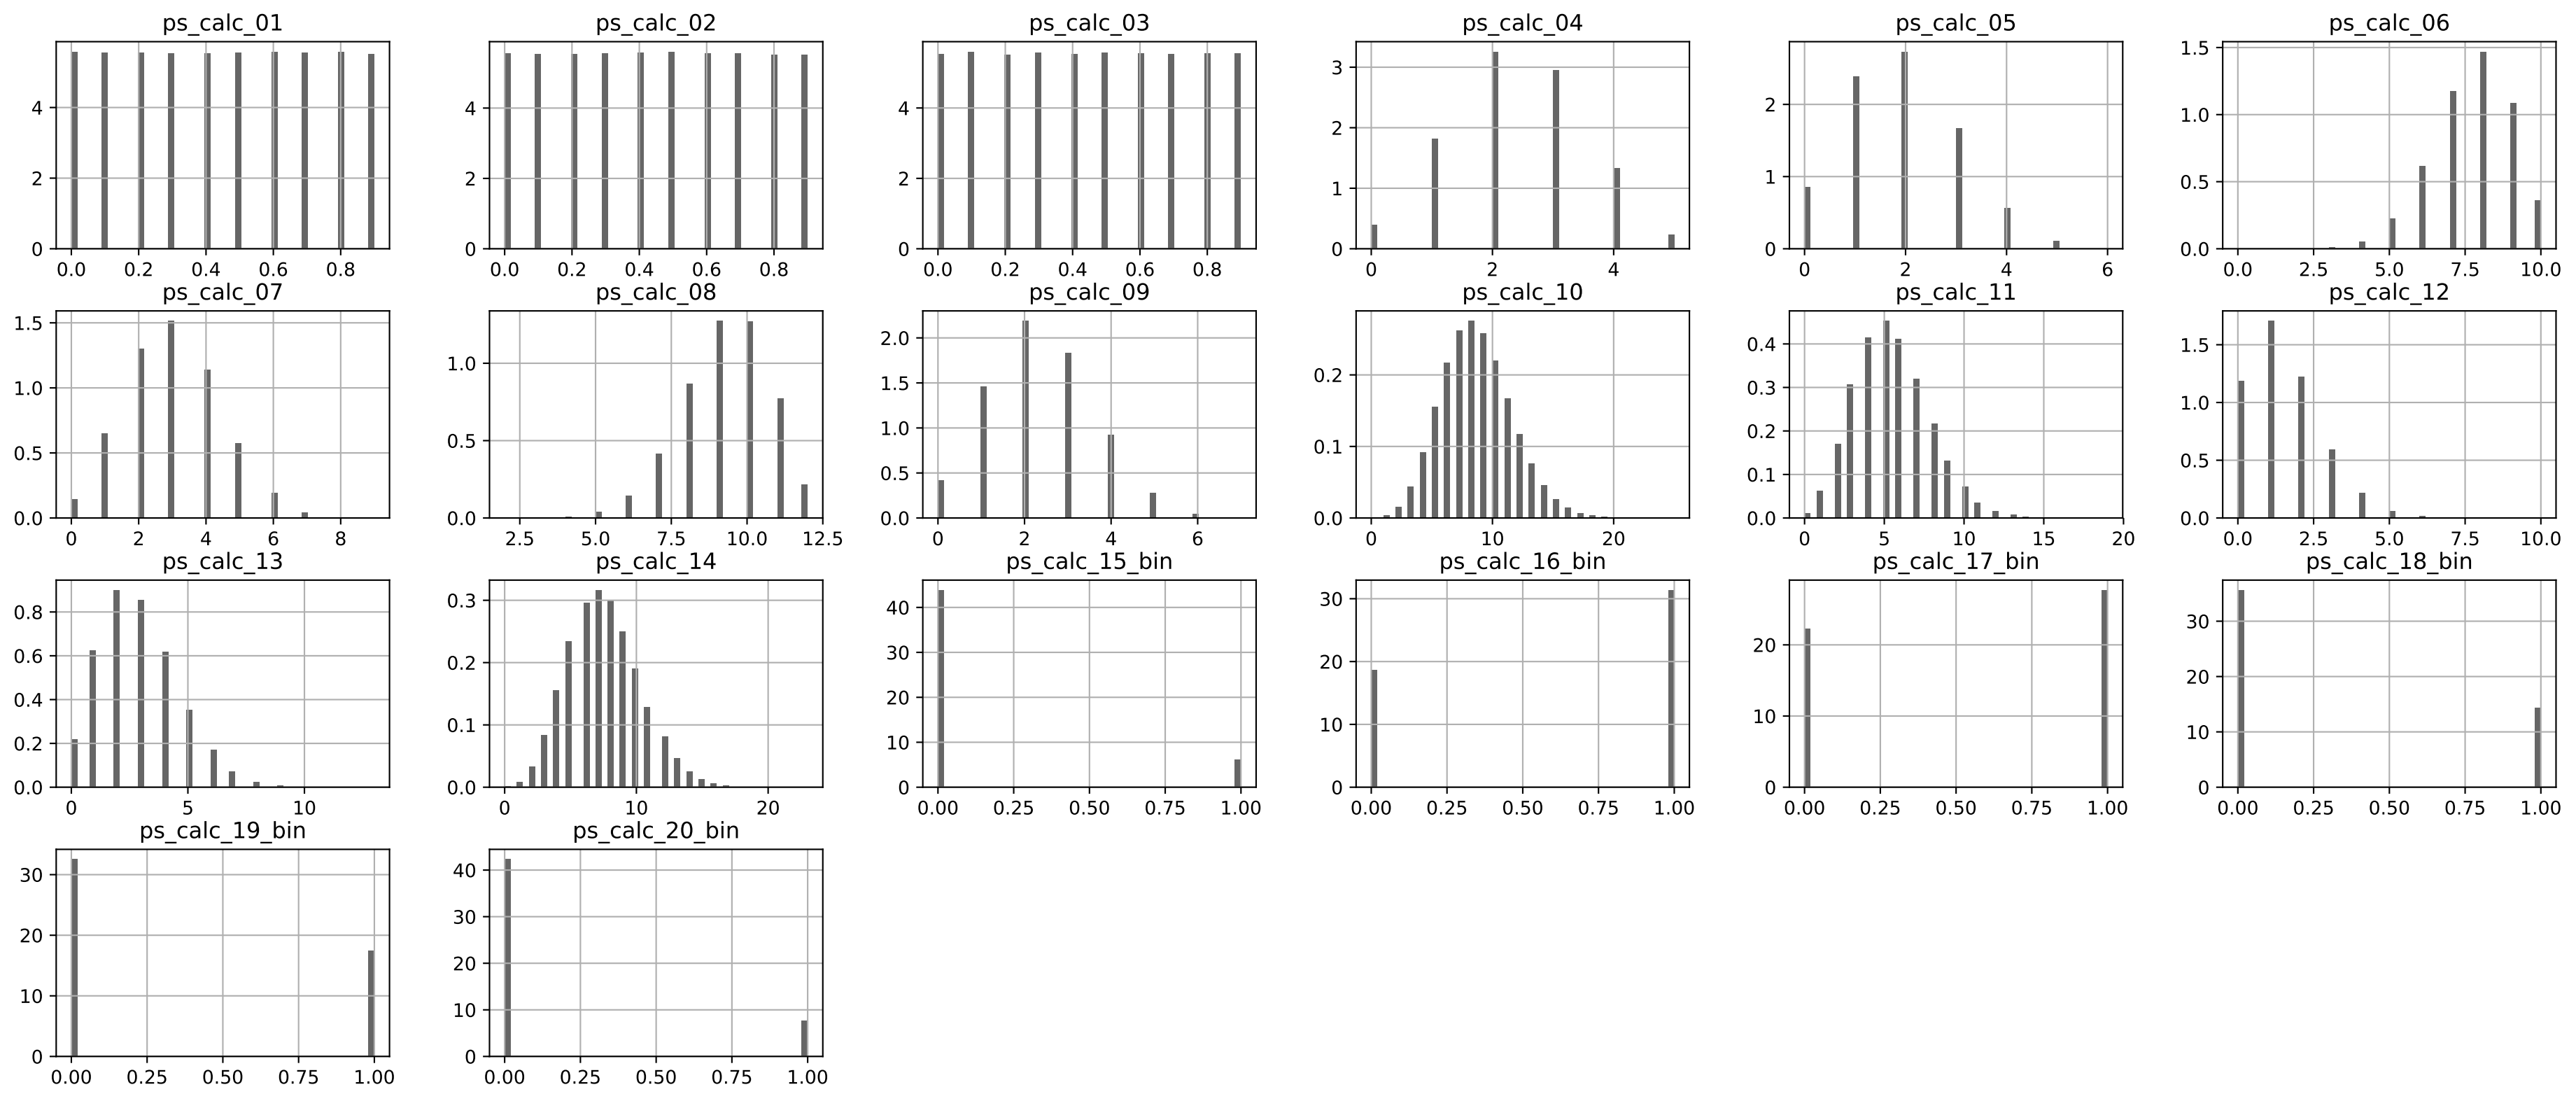 ps_calc_01 ps_calc_02 ps_calc_03 ps_calc_04 ps_calc_05 ps_calc_06
4 2 0
0.0 0.2 0.4 0.6 0.8
4 2 0
0.0 0.2 0.4 0.6 0.8
4 2 0
0.0 0.2 0.4 0.6 0.8
3 2 1 0
0 2 4
2 1 0
0 2 4 6
1.5 1.0 0.5 0.0
0.0 2.5 5.0 7.5 10.0
ps_calc_07 ps_calc_08 ps_calc_09 ps_calc_10 ps_calc_11 ps_calc_12
1.5 1.0 0.5 0.0
0 2 4 6 8
1.0 0.5 0.0
2.5 5.0 7.5 10.0 12.5
2.0 1.5 1.0 0.5 0.0
0 2 4 6
0.2 0.1 0.0
0 10 20
0.4 0.3 0.2 0.1 0.0
0 5 10 15 20
1.5 1.0 0.5 0.0
0.0 2.5 5.0 7.5 10.0
ps_calc_13 ps_calc_14 ps_calc_15_bin ps_calc_16_bin ps_calc_17_bin ps_calc_18_bin
0.8 0.6 0.4 0.2 0.0
0 5 10
0.3 0.2 0.1 0.0
0 10 20
40 30 20 10 0
0.00 0.25 0.50 0.75 1.00
30 20 10 0
0.00 0.25 0.50 0.75 1.00
20 10 0
0.00 0.25 0.50 0.75 1.00
30 20 10 0
0.00 0.25 0.50 0.75 1.00
ps_calc_19_bin ps_calc_20_bin
30 20 10 0
0.00 0.25 0.50 0.75 1.00
40 30 20 10 0
0.00 0.25 0.50 0.75 1.00